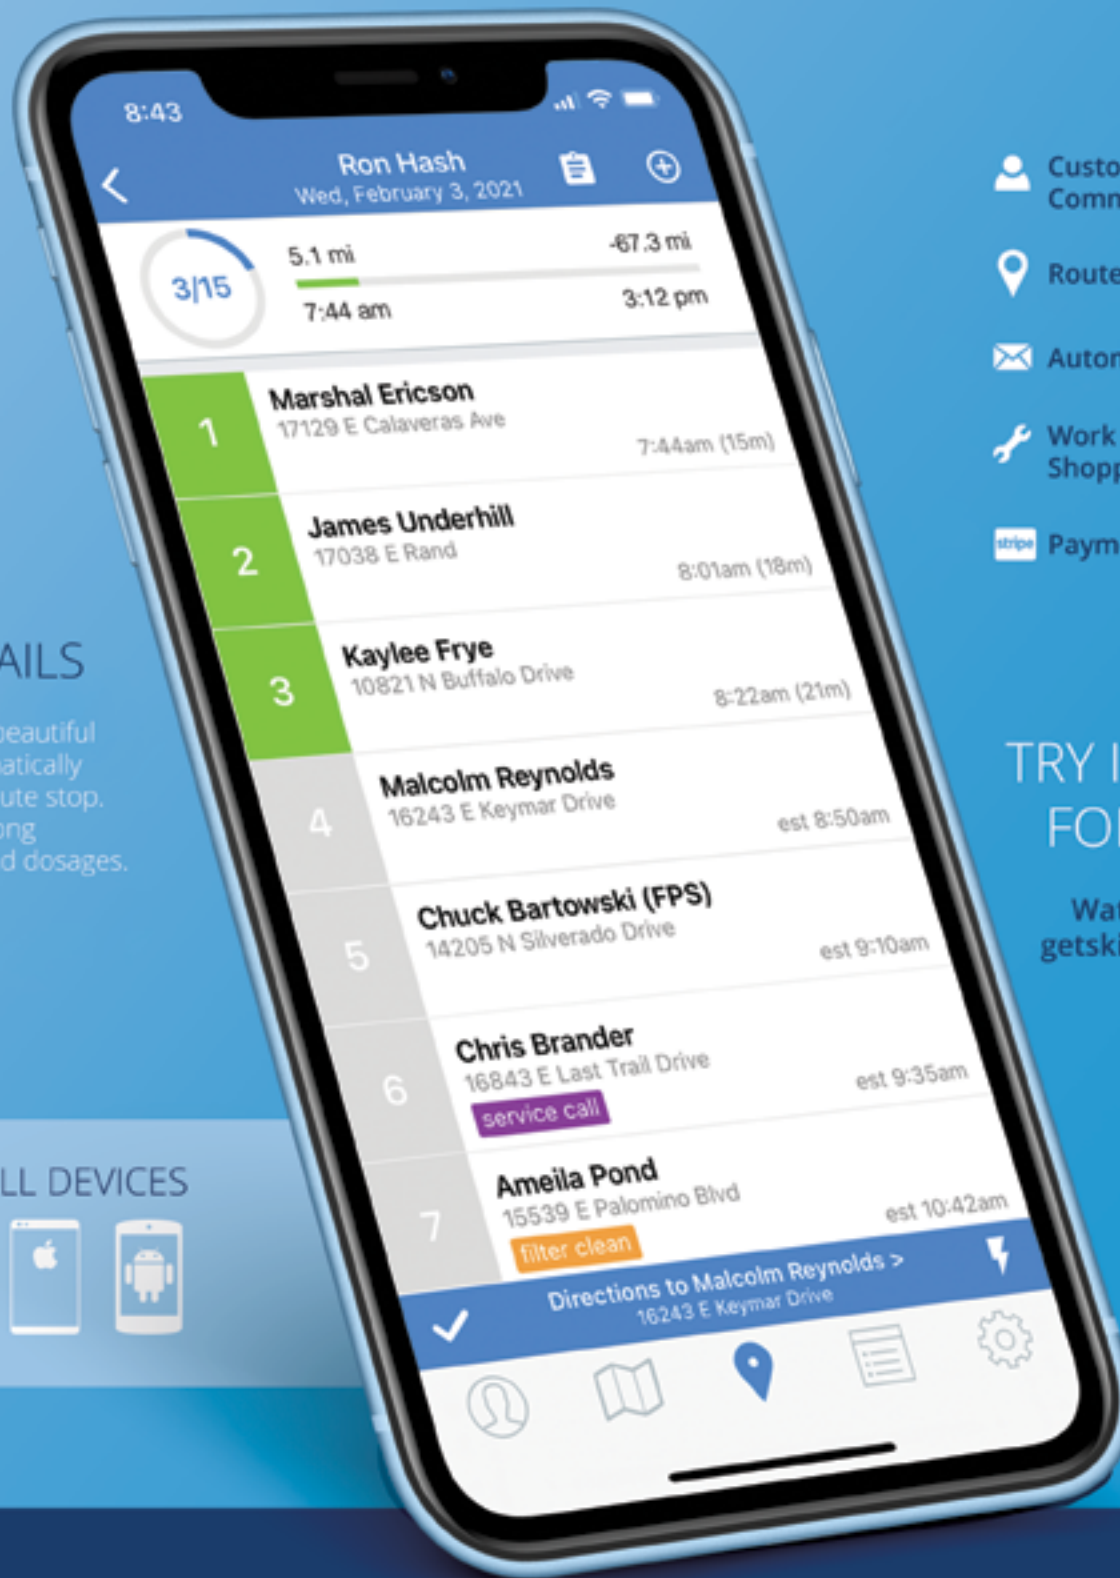 8:43
Ron Hash
Wed, February 3, 2021
3/15
5.1 mi
-67.3 mi
7:44 am
3:12 pm
1
Marshal Ericson
17129 E Calaveras Ave
7:44am (15m)
2
James Underhill
17038 E Rand
8:01am (18m)
3
Kaylee Frye
10821 N Buffalo Drive
8:22am (21m)
4
Malcolm Reynolds
16243 E Keymar Drive
est 8:50am
5
Chuck Bartowski (FPS)
14205 N Silverado Drive
est 9:10am
6
Chris Brander
16843 E Last Trail Drive
service call
est 9:35am
7
Ameila Pond
15539 E Palomino Blvd
filter clean
est 10:42am
Directions to Malcolm Reynolds >
16243 E Keymar Drive
AILS
beautiful
natically
ute stop.
ong
d dosages.
LL DEVICES
Custo
Comm
Route
Autor
Work
Shopp
stripe Paym
TRY I
FO
Wat
getski